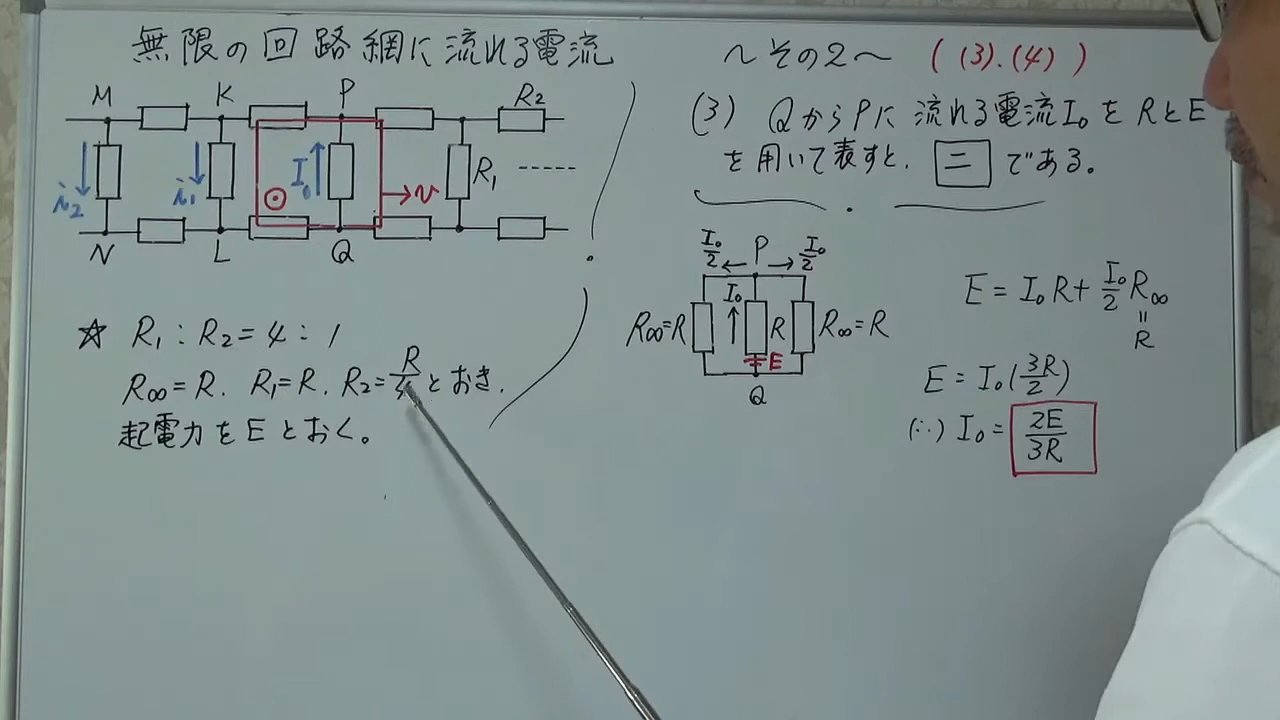 無限の回路網に流れる電流 〜その2〜 ((3).(4))
M K P R2
i2 i1 I0 v R1 -----
N L Q
(3) QからPに流れる電流I0をRとE
を用いて表すと、二である。
☆ R1:R2=4:1
R∞=R. R1=R. R2=R/4とおき、
起電力をEとおく。
I0/2 P I0/2
I0
R∞=R R R∞=R
E
Q
E=I0R+I0/2 R∞
=
R
E=I0(3R/2)
(∴) I0=2E/3R